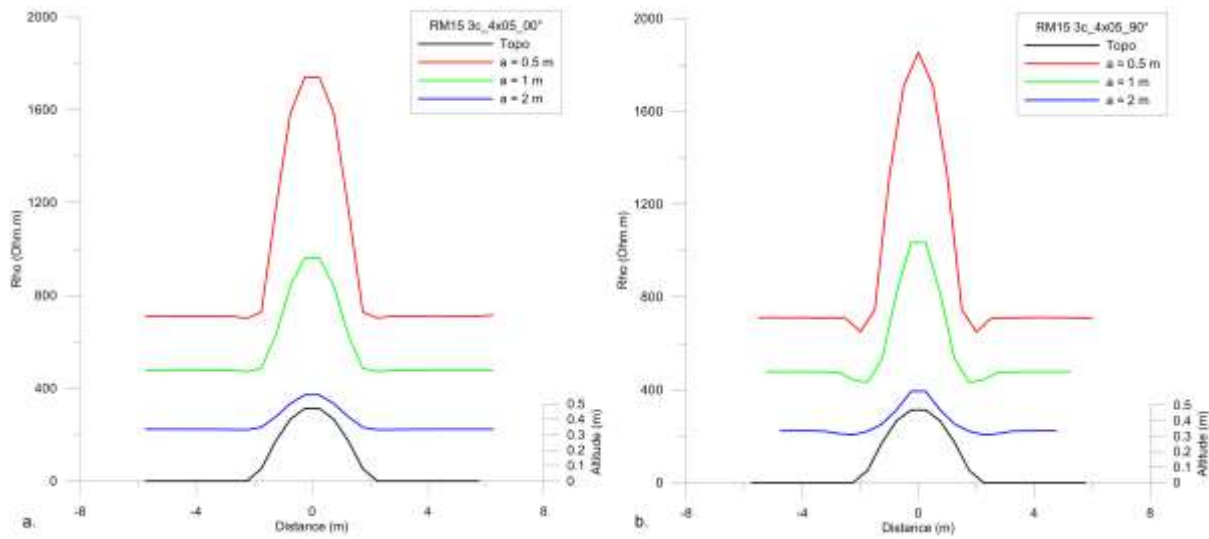 2000
1600
1200
800
400
0
Rho (Ohm.m)
RM15 3c_4x05_00°
Topo
a = 0.5 m
a = 1 m
a = 2 m
0.5
0.4
0.3
0.2
0.1
0
Altitude (m)
-8
-4
0
4
8
Distance (m)
a.
2000
1600
1200
800
400
0
Rho (Ohm.m)
RM15 3c_4x05_90°
Topo
a = 0.5 m
a = 1 m
a = 2 m
0.5
0.4
0.3
0.2
0.1
0
Altitude (m)
-8
-4
0
4
8
Distance (m)
b.